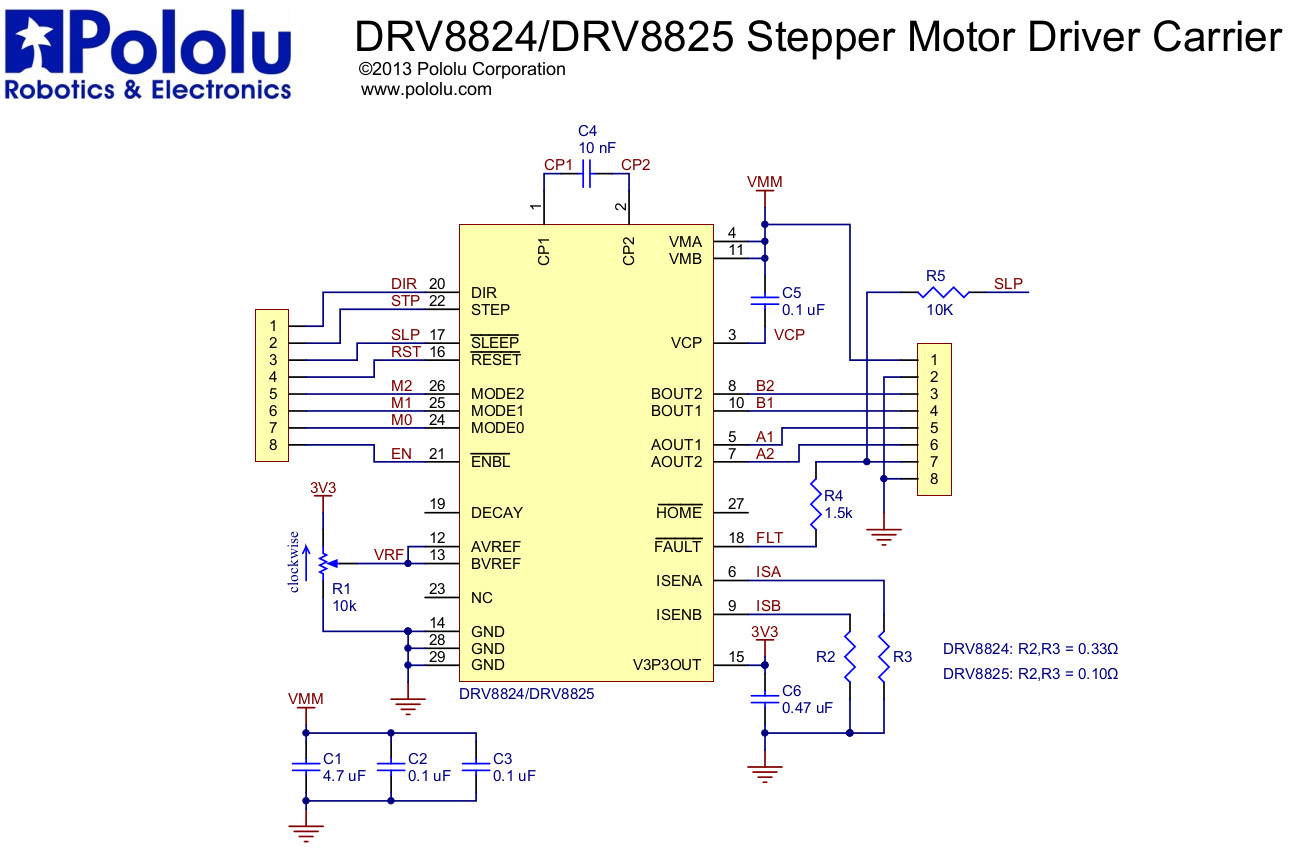 Pololu
Robotics & Electronics
DRV8824/DRV8825 Stepper Motor Driver Carrier
©2013 Pololu Corporation
www.pololu.com
C4
10 nF
CP1
CP2
1
2
CP1
CP2
VMM
VMA 4
VMB 11
C5
0.1 uF
VCP 3 VCP
R5
10K
SLP
DIR 20 DIR
STP 22 STEP
SLP 17 SLEEP
RST 16 RESET
M2 26 MODE2
M1 25 MODE1
M0 24 MODE0
EN 21 ENBL
1
2
3
4
5
6
7
8
BOUT2 8 B2
BOUT1 10 B1
AOUT1 5 A1
AOUT2 7 A2
1
2
3
4
5
6
7
8
19 DECAY
HOME 27
R4
1.5k
3V3
clockwise
R1
10k
VRF
12 AVREF
13 BVREF
FAULT 18 FLT
ISENA 6 ISA
23 NC
ISENB 9 ISB
14 GND
28 GND
29 GND
3V3
V3P3OUT 15
R2
R3
DRV8824: R2,R3 = 0.33Ω
DRV8825: R2,R3 = 0.10Ω
DRV8824/DRV8825
C6
0.47 uF
VMM
C1
4.7 uF
C2
0.1 uF
C3
0.1 uF